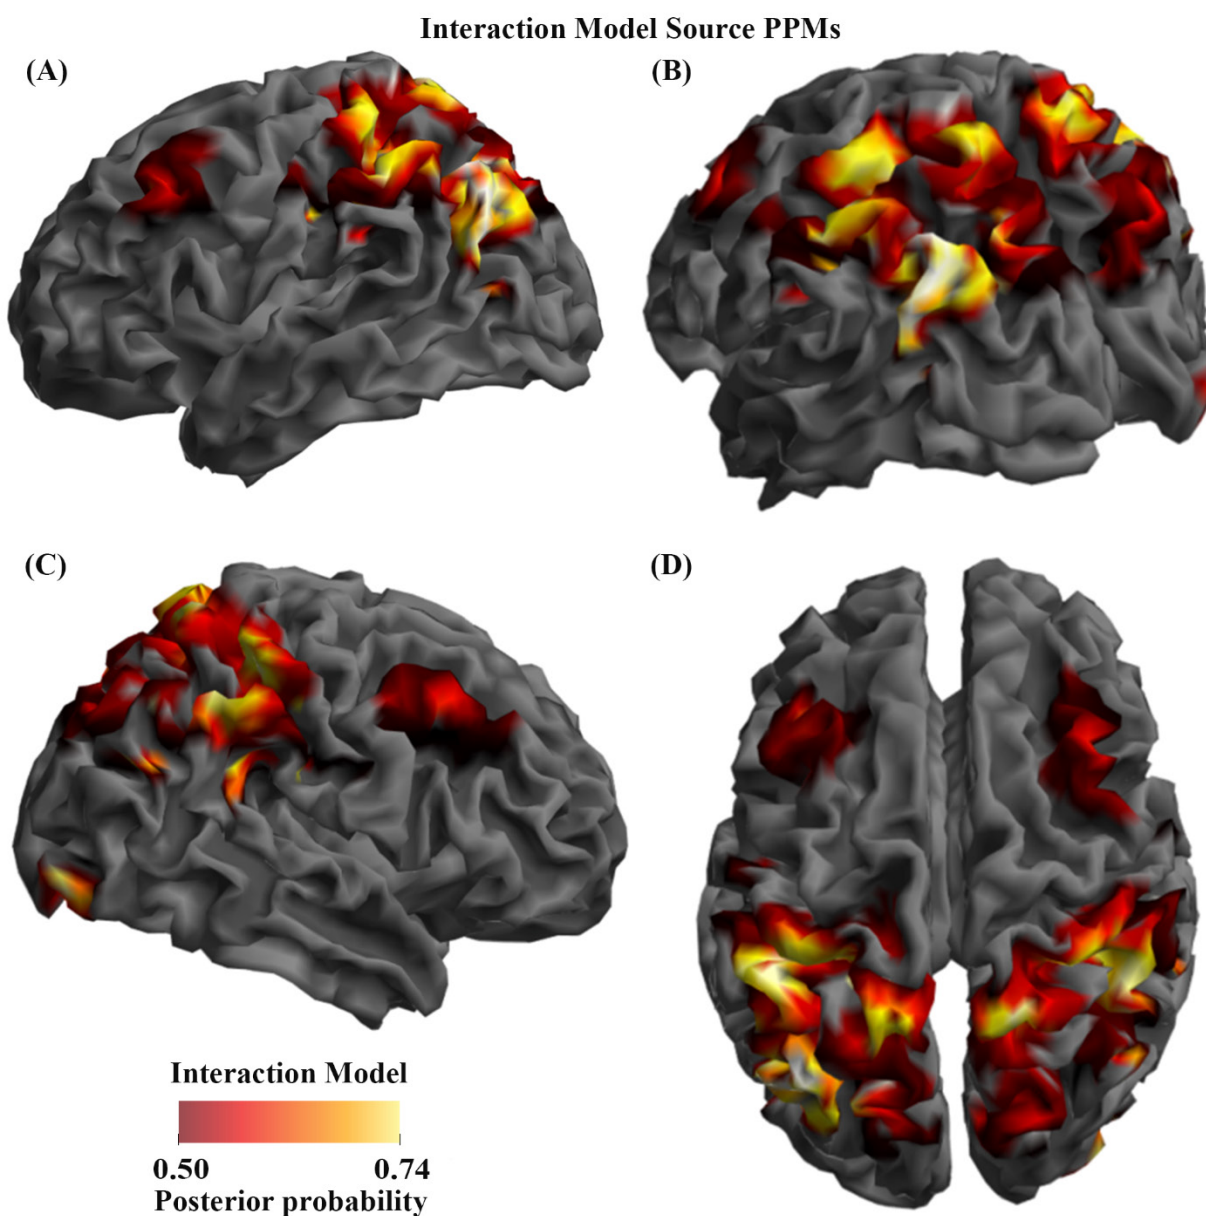 Interaction Model Source PPMs
(A)
(B)
(C)
(D)
Interaction Model
0.50 0.74
Posterior probability